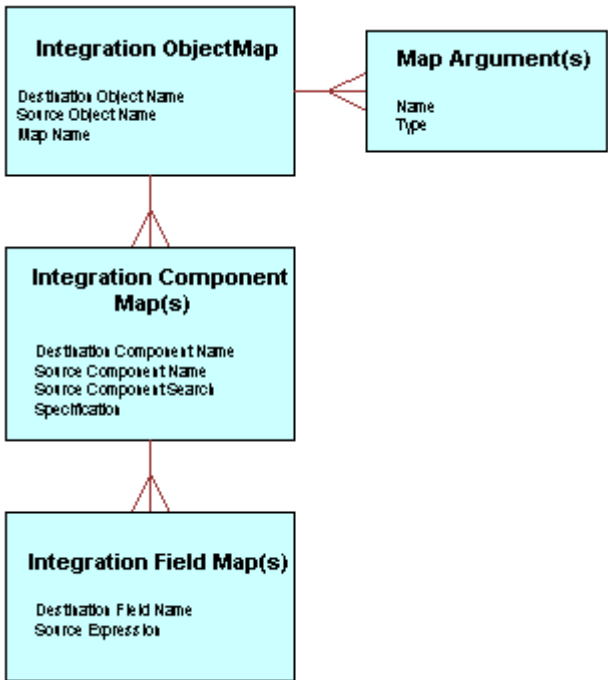 Integration ObjectMap
Destination Object Name
Source Object Name
Map Name
Map Argument(s)
Name
Type
Integration Component
Map(s)
Destination Component Name
Source Component Name
Source Component Search
Specification
Integration Field Map(s)
Destination Field Name
Source Expression